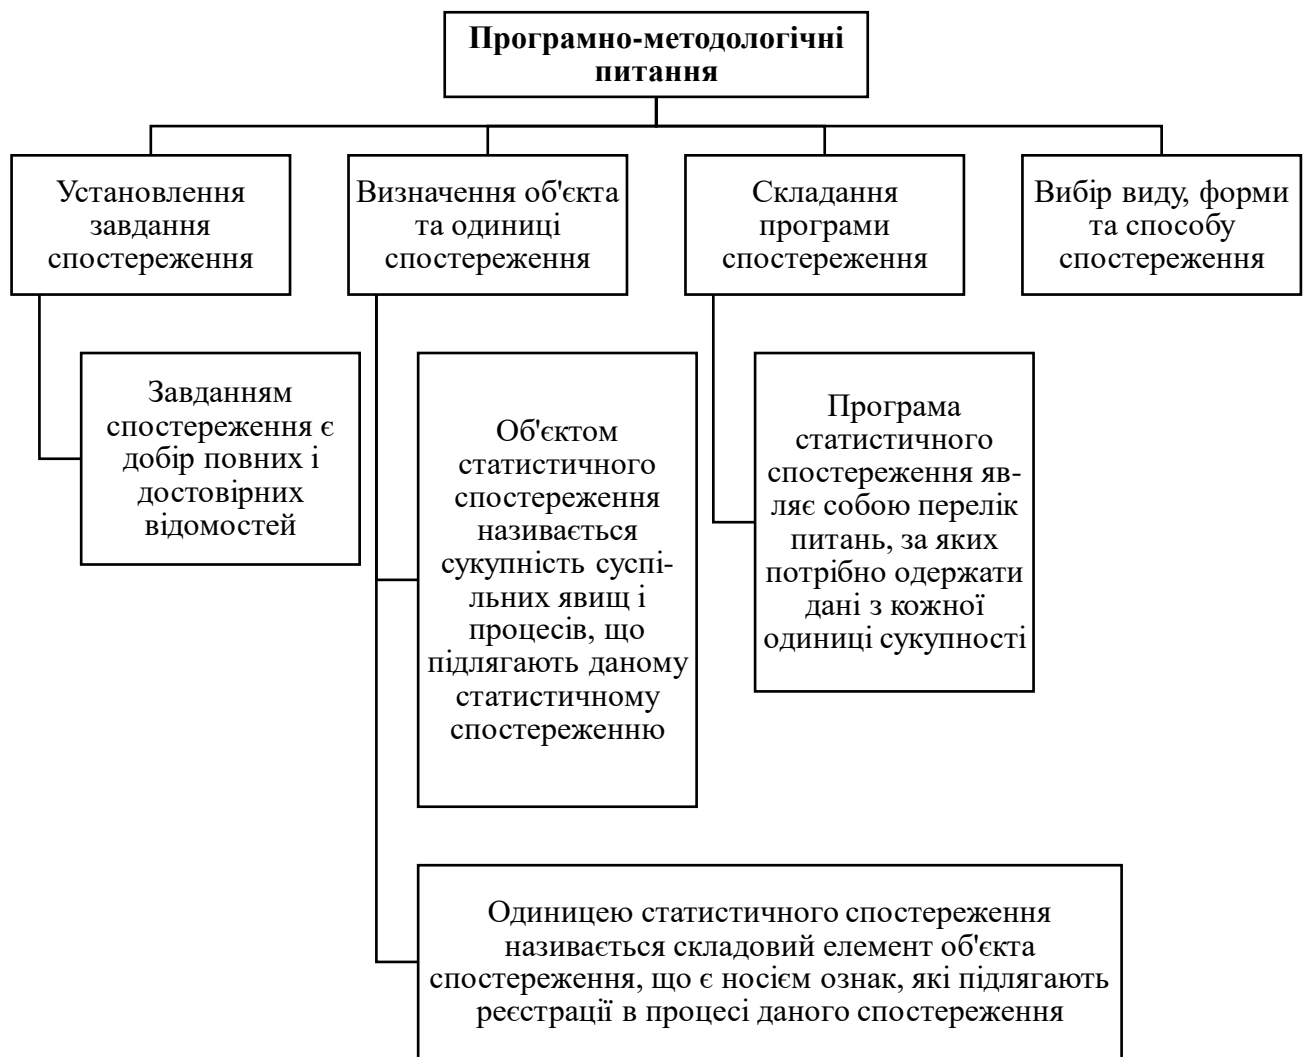 Програмно-методологічні
питання
Установлення
завдання
спостереження
Визначення об'єкта
та одиниці
спостереження
Складання
програми
спостереження
Вибір виду, форми
та способу
спостереження
Завданням
спостереження є
добір повних і
достовірних
відомостей
Об'єктом
статистичного
спостереження
називається
сукупність суспі-
льних явищ і
процесів, що
підлягають даному
статистичному
спостереженню
Програма
статистичного
спостереження яв-
ляє собою перелік
питань, за яких
потрібно одержати
дані з кожної
одиниці сукупності
Одиницею статистичного спостереження
називається складовий елемент об'єкта
спостереження, що є носієм ознак, які підлягають
реєстрації в процесі даного спостереження